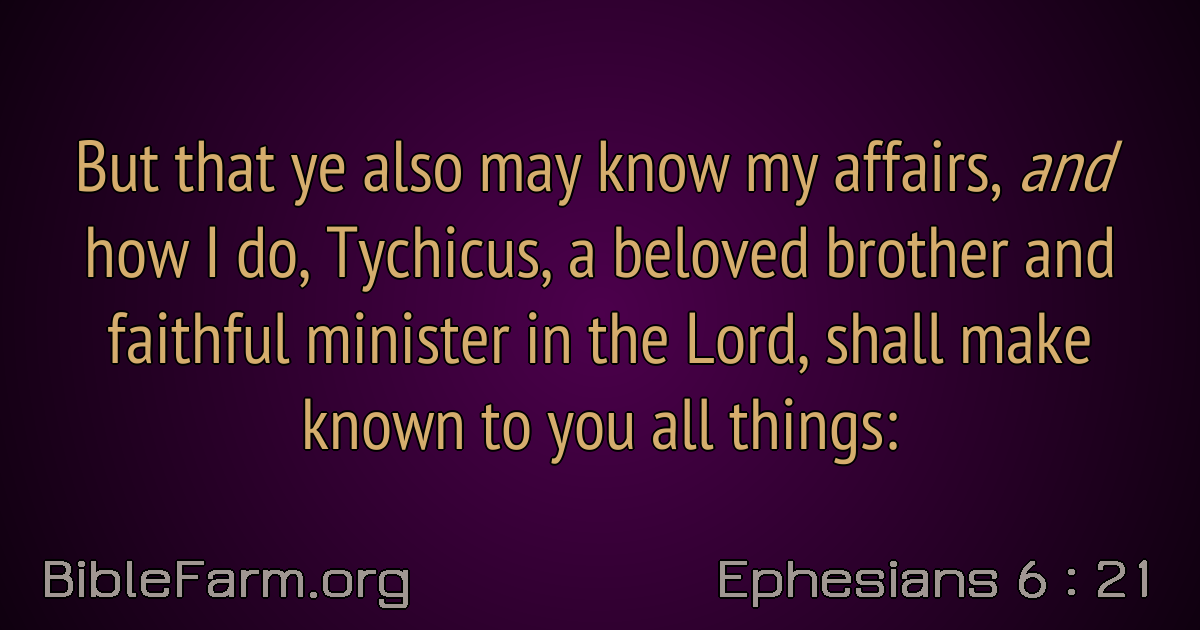 But that ye also may know my affairs, and
how I do, Tychicus, a beloved brother and
faithful minister in the Lord, shall make
known to you all things:
BibleFarm.org
Ephesians 6 : 21